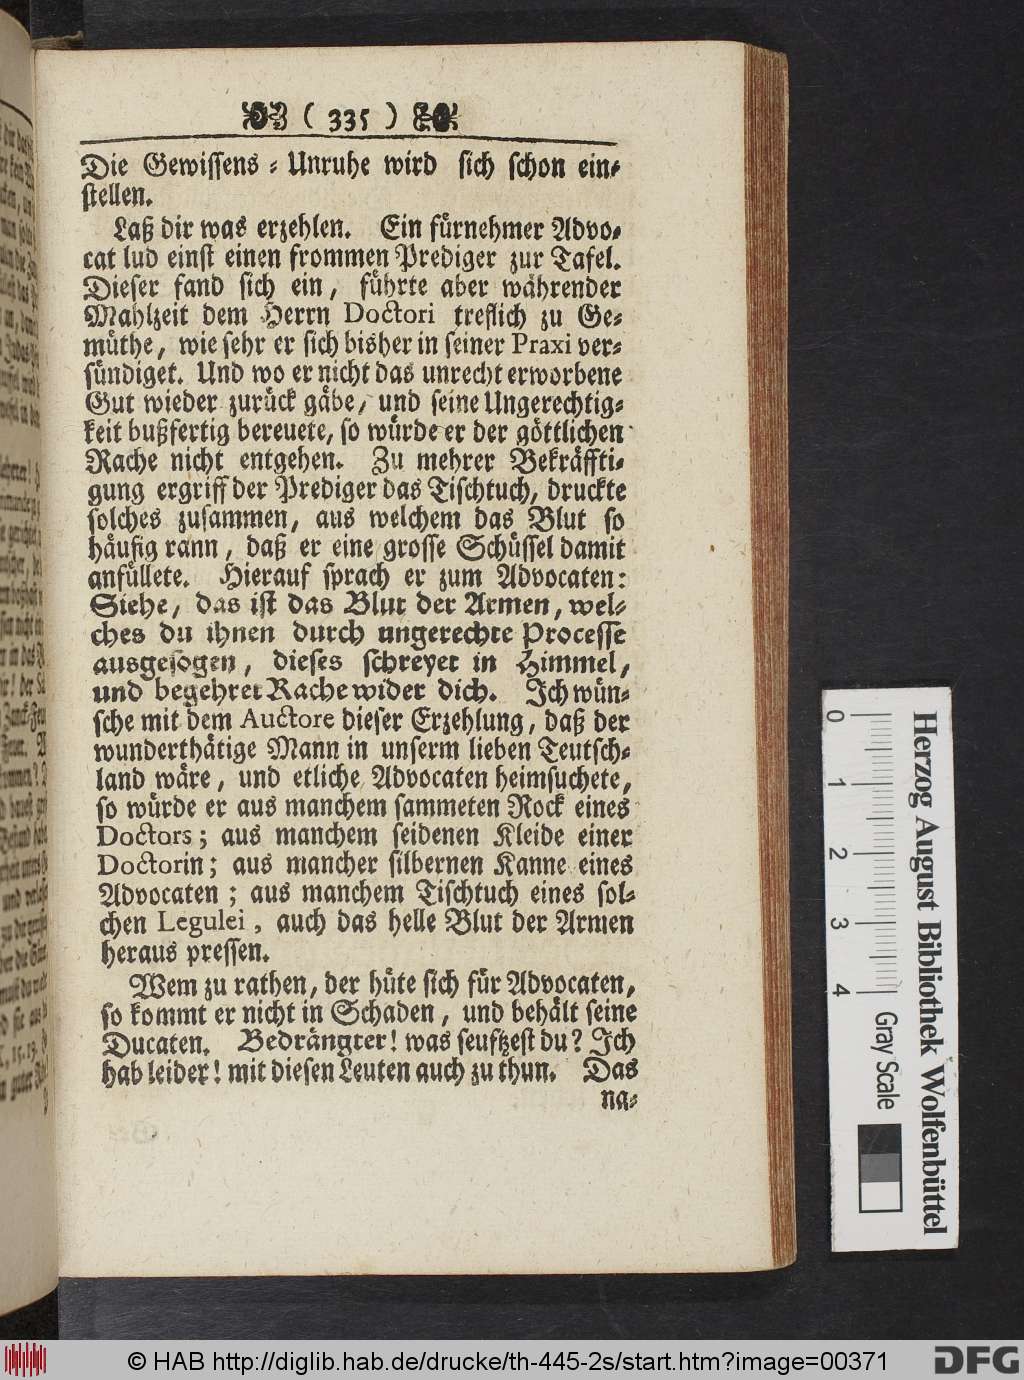 ( 335 )
Die Gewissens-Unruhe wird sich schon ein-
stellen.
Laß dir was erzehlen. Ein fürnehmer Advo-
cat lud einst einen frommen Prediger zur Tafel.
Dieser fand sich ein, führte aber währender
Mahlzeit dem Herrn Doctori treflich zu Ge-
müthe, wie sehr er sich bisher in seiner Praxi ver-
sündiget. Und wo er nicht das unrecht erworbene
Gut wieder zurück gäbe, und seine Ungerechtig-
keit bußfertig bereuete, so würde er der göttlichen
Rache nicht entgehen. Zu mehrer Bekräffti-
gung ergriff der Prediger das Tischtuch, druckte
solches zusammen, aus welchem das Blut so
häufig rann, daß er eine grosse Schüssel damit
anfüllete. Hierauf sprach er zum Advocaten:
Siehe, das ist das Blut der Armen, wel-
ches du ihnen durch ungerechte Processe
ausgesogen, dieses schreyet in Himmel,
und begehret Rache wider dich. Ich wün-
sche mit dem Auctore dieser Erzehlung, daß der
wunderthätige Mann in unserm lieben Teutsch-
land wäre, und etliche Advocaten heimsuchete,
so würde er aus manchem sammeten Rock eines
Doctors; aus manchem seidenen Kleide einer
Doctorin; aus mancher silbernen Kanne eines
Advocaten; aus manchem Tischtuch eines sol-
chen Legulei, auch das helle Blut der Armen
heraus pressen.
Wem zu rathen, der hüte sich für Advocaten,
so kommt er nicht in Schaden, und behält seine
Ducaten. Bedrängter! was seuftzest du? Ich
hab leider! mit diesen Leuten auch zu thun. Das
na-
0 1 2 3 4
Herzog August Bibliothek Wolfenbüttel
Gray Scale
© HAB http://diglib.hab.de/drucke/th-445-2s/start.htm?image=00371
DFG